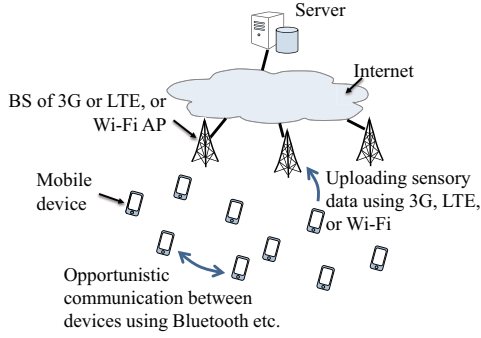 Server
Internet
BS of 3G or LTE, or
Wi-Fi AP
Mobile
device
Uploading sensory
data using 3G, LTE,
or Wi-Fi
Opportunistic
communication between
devices using Bluetooth etc.